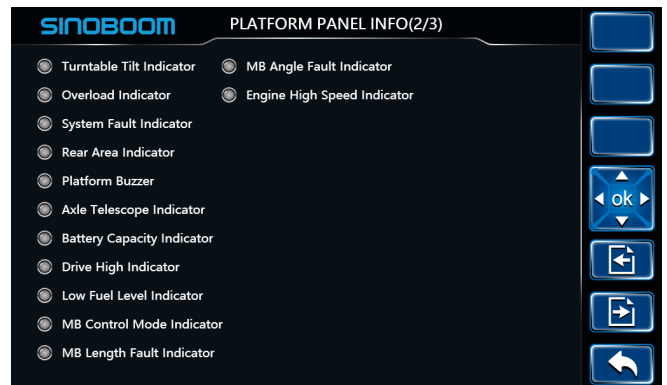 SINOBOOM
PLATFORM PANEL INFO(2/3)
Turntable Tilt Indicator
Overload Indicator
System Fault Indicator
Rear Area Indicator
Platform Buzzer
Axle Telescope Indicator
Battery Capacity Indicator
Drive High Indicator
Low Fuel Level Indicator
MB Control Mode Indicator
MB Length Fault Indicator
MB Angle Fault Indicator
Engine High Speed Indicator
ok